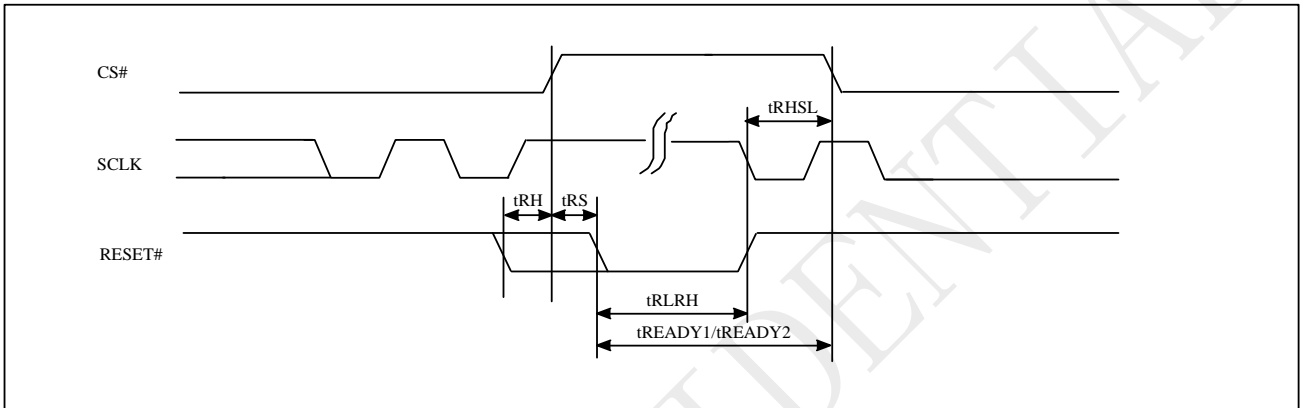 CS#
tRHSL
SCLK
tRH
tRS
RESET#
tRLRH
tREADY1/tREADY2